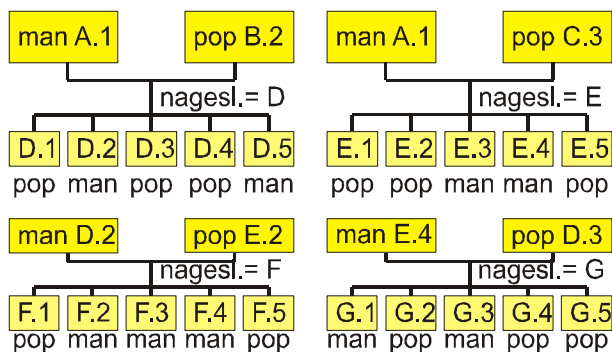 man A.1 pop B.2 man A.1 pop C.3
nagesl.= D nagesl.= E
D.1 D.2 D.3 D.4 D.5 E.1 E.2 E.3 E.4 E.5
pop man pop pop man pop pop man man pop
man D.2 pop E.2 man E.4 pop D.3
nagesl.= F nagesl.= G
F.1 F.2 F.3 F.4 F.5 G.1 G.2 G.3 G.4 G.5
pop man man man pop man pop man pop pop